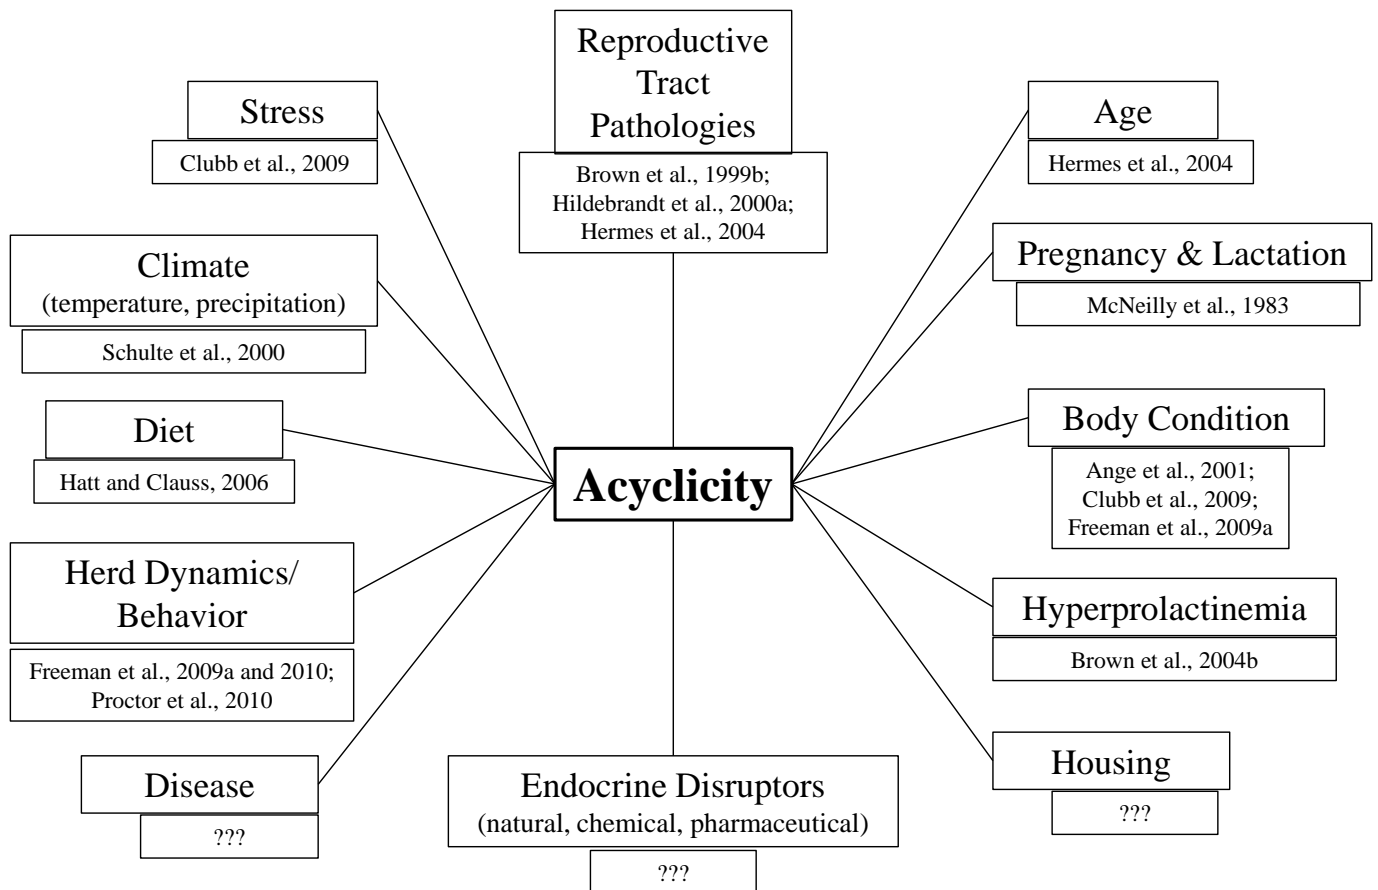 Reproductive
Tract
Pathologies
Brown et al., 1999b;
Hildebrandt et al., 2000a;
Hermes et al., 2004
Stress
Clubb et al., 2009
Climate
(temperature, precipitation)
Schulte et al., 2000
Diet
Hatt and Clauss, 2006
Herd Dynamics/
Behavior
Freeman et al., 2009a and 2010;
Proctor et al., 2010
Disease
???
Acyclicity
Endocrine Disruptors
(natural, chemical, pharmaceutical)
???
Age
Hermes et al., 2004
Pregnancy & Lactation
McNeilly et al., 1983
Body Condition
Ange et al., 2001;
Clubb et al., 2009;
Freeman et al., 2009a
Hyperprolactinemia
Brown et al., 2004b
Housing
???